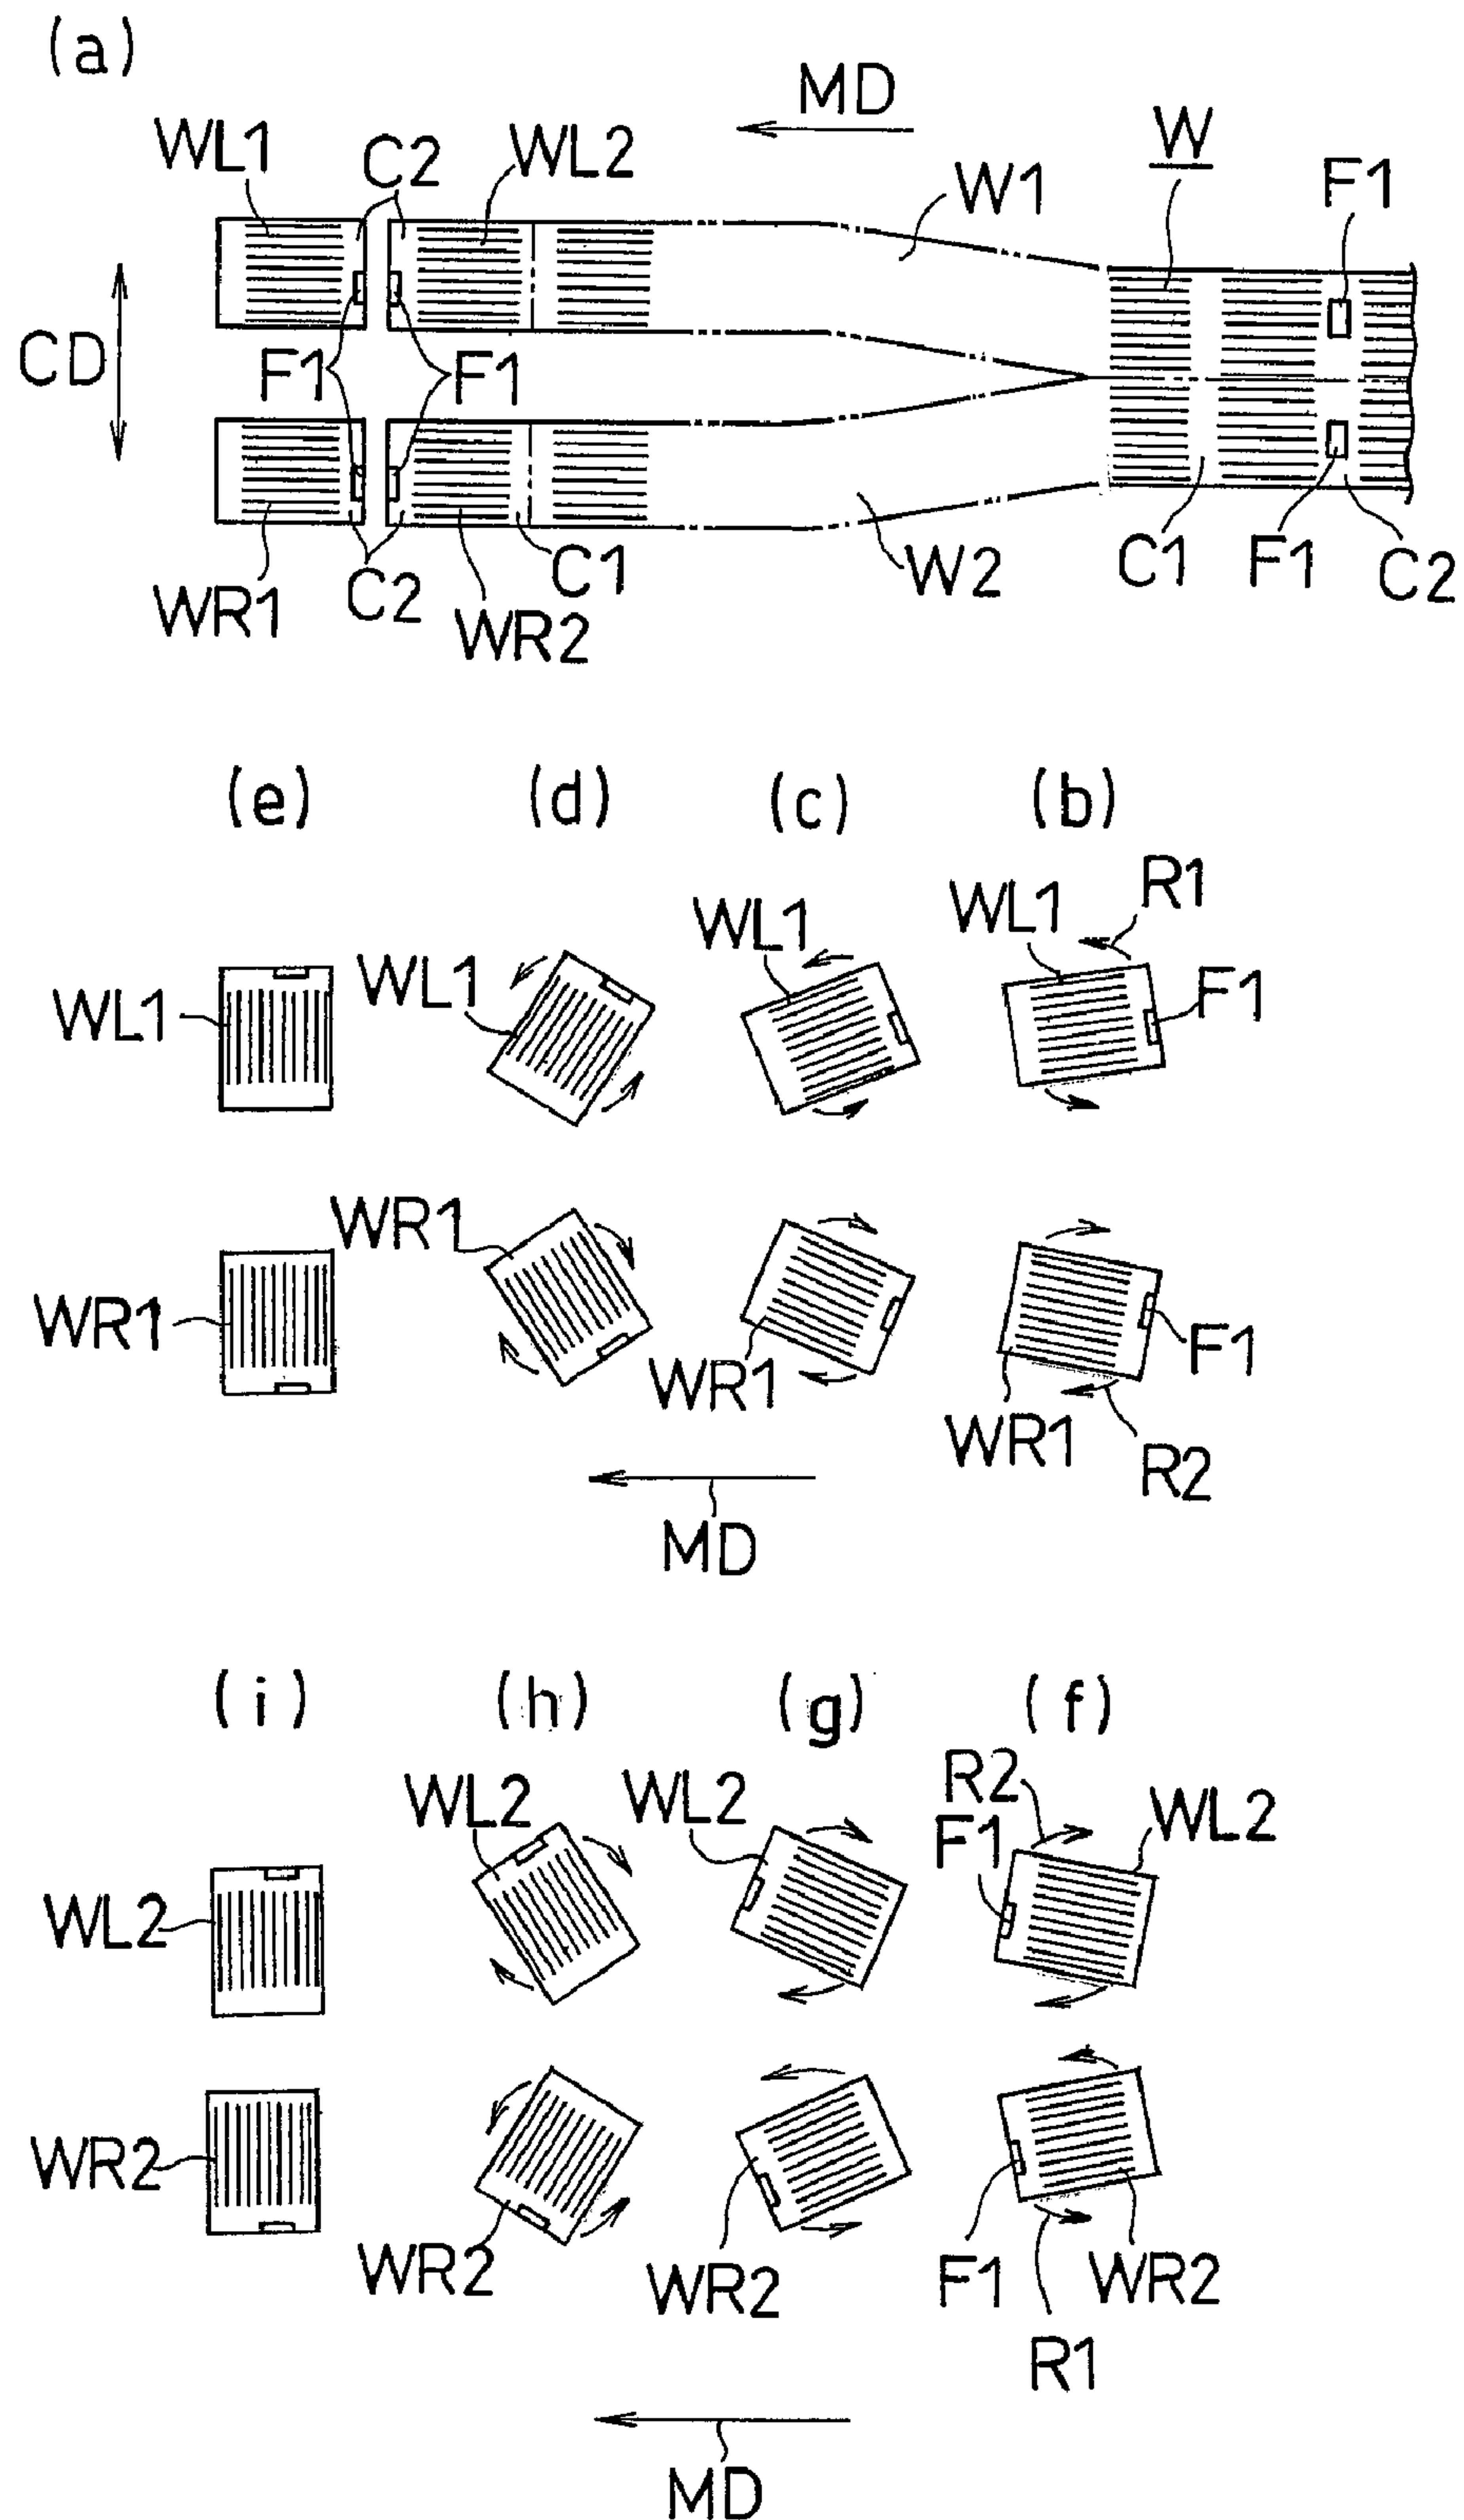 (a)
MD
W
WL1 C2 WL2 W1 F1
CD F1 F1
WR1 C2 WR2 C1 W2 C1 F1 C2
(e) (d) (c) (b)
WL1 WL1 WL1 WL1 R1 F1
WR1 WR1 WR1 WR1 F1 R2
MD
(i) (h) (g) (f)
WL2 WL2 WL2 R2 F1 WL2
WR2 WR2 WR2 F1 WR2 R1
MD